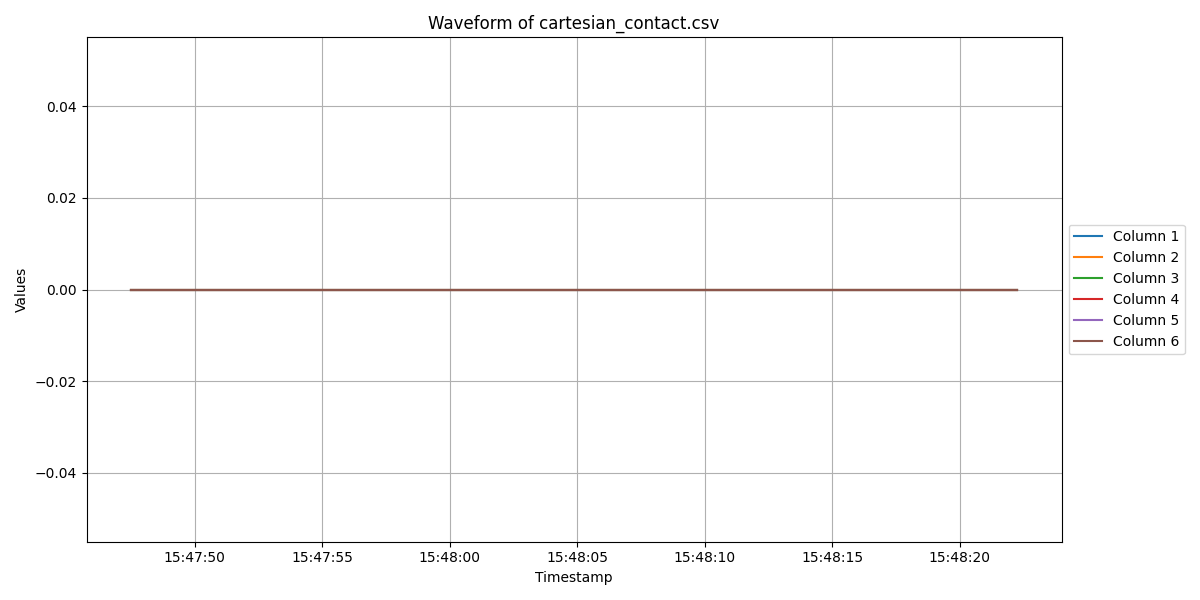 Waveform of cartesian_contact.csv
Values
0.04
0.02
0.00
−0.02
−0.04
15:47:50 15:47:55 15:48:00 15:48:05 15:48:10 15:48:15 15:48:20
Timestamp
Column 1
Column 2
Column 3
Column 4
Column 5
Column 6